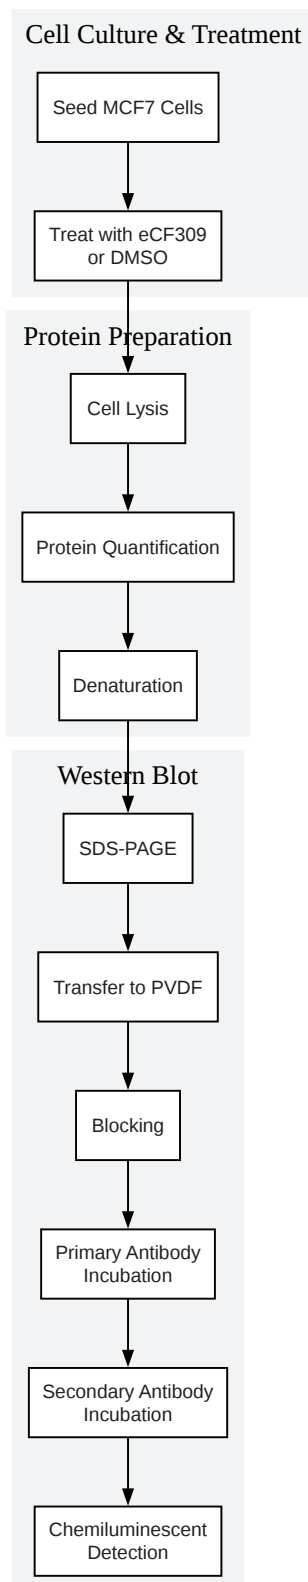 Cell Culture & Treatment
Seed MCF7 Cells
Treat with eCF309
or DMSO
Protein Preparation
Cell Lysis
Protein Quantification
Denaturation
Western Blot
SDS-PAGE
Transfer to PVDF
Blocking
Primary Antibody
Incubation
Secondary Antibody
Incubation
Chemiluminescent
Detection